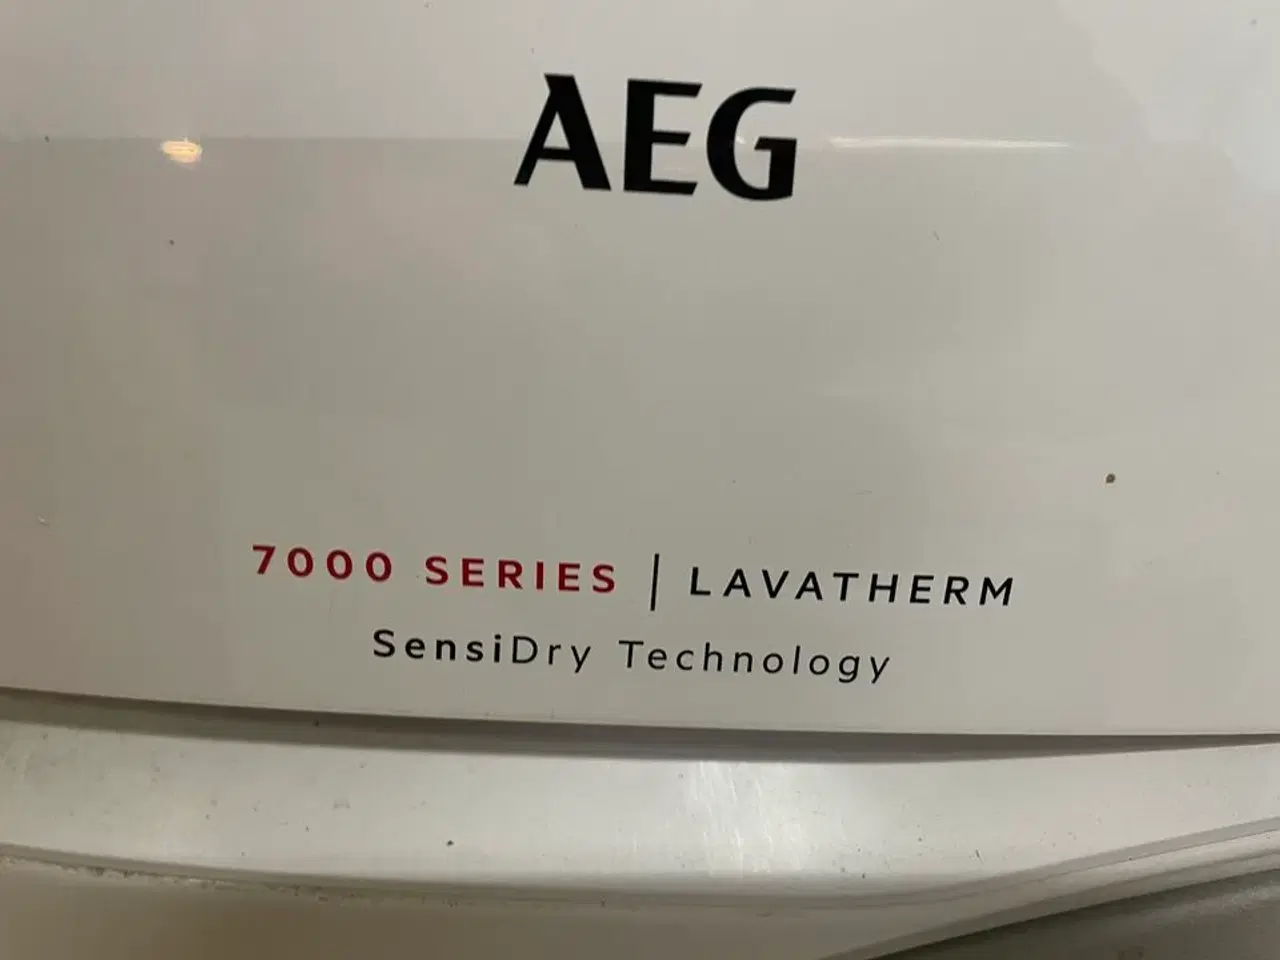 AEG
7000 SERIES | LAVATHERM
SensiDry Technology